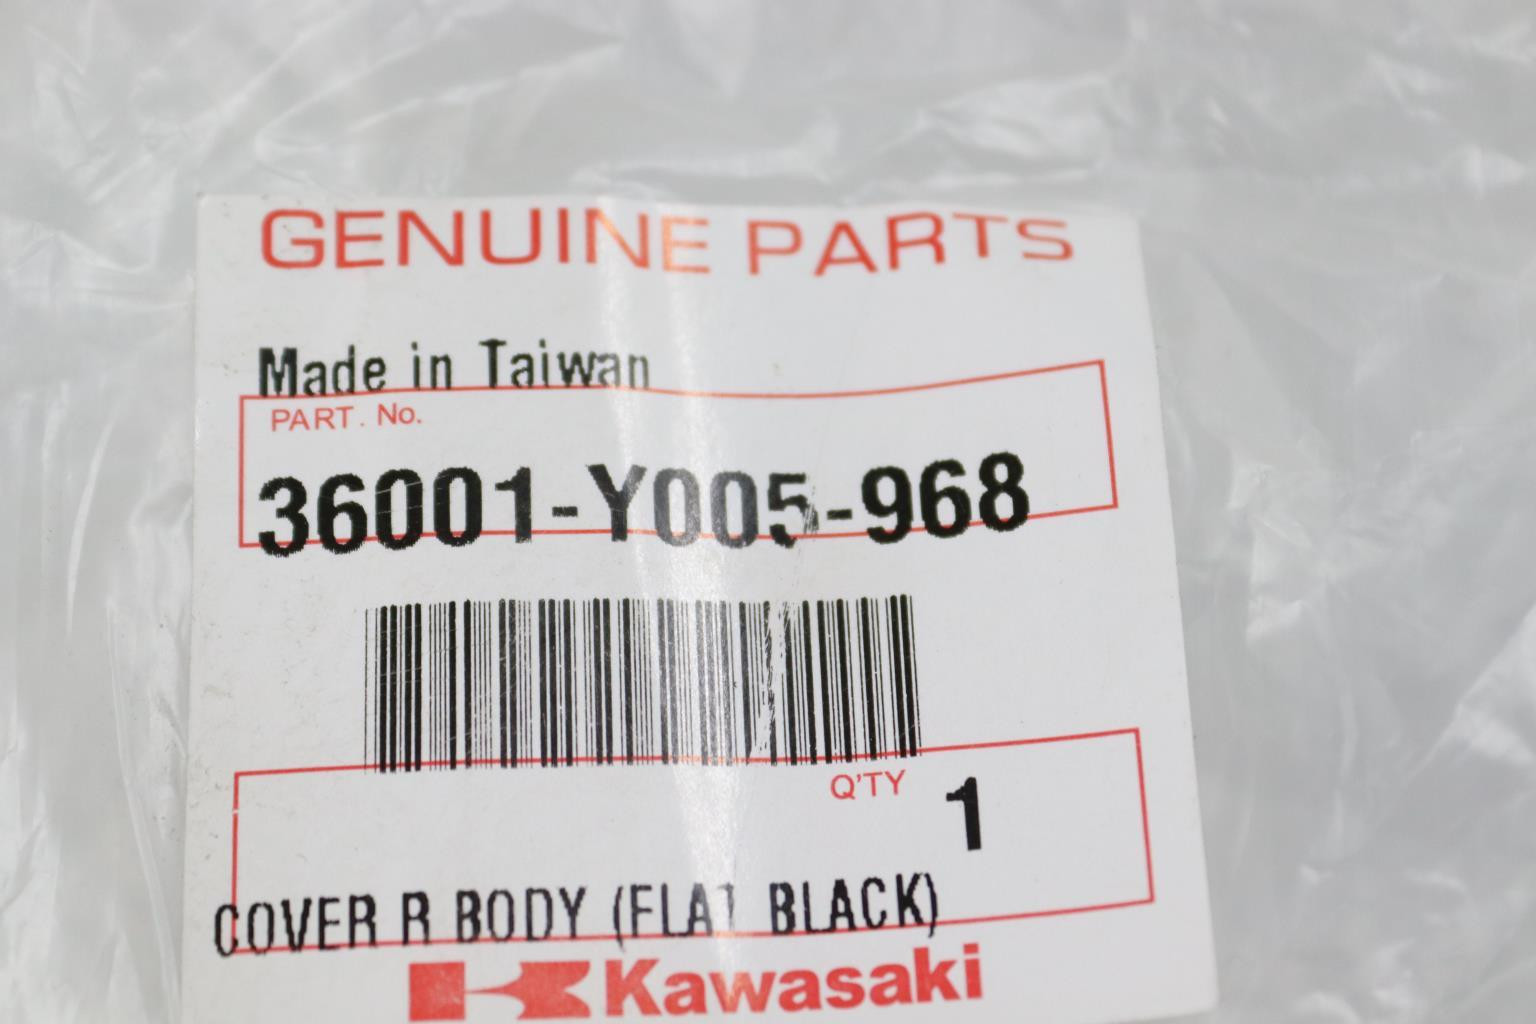 GENUINE PARTS
Made in Taiwan
PART. No.
36001-Y005-968
Q'TY 1
COVER R BODY (FLAT BLACK)
Kawasaki